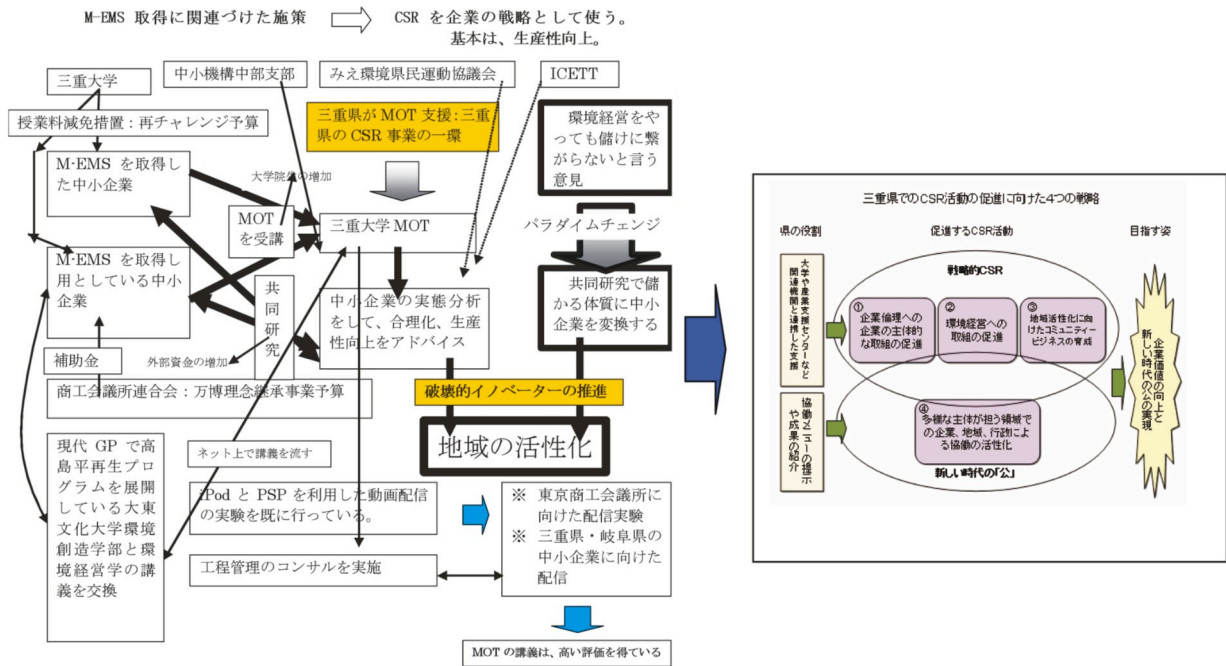 M-EMS 取得に関連づけた施策
CSR を企業の戦略として使う。
基本は、生産性向上。
三重大学
中小機構中部支部
みえ環境県民運動協議会
ICETT
授業料減免措置:再チャレンジ予算
三重県が MOT 支援:三重
県の CSR 事業の一環
環境経営を
やっても儲けに繋
がらないと言う
意見
M-EMS を取得し
た中小企業
大学院生の増加
MOT
を受講
三重大学 MOT
パラダイムチェンジ
M-EMS を取得し
用としている中小
企業
共同研究
中小企業の実態分析
をして、合理化、生産
性向上をアドバイス
共同研究で儲
かる体質に中小
企業を変換する
補助金
外部資金の増加
商工会議所連合会:万博理念継承事業予算
破壊的イノベーターの推進
地域の活性化
現代 GP で高
島平再生プロ
グラムを展開
している大東
文化大学環境
創造学部と環
境経営学の講
義を交換
ネット上で講義を流す
iPod と PSP を利用した動画配信
の実験を既に行っている。
※ 東京商工会議所に
向けた配信実験
※ 三重県・岐阜県の
中小企業に向けた
配信
工程管理のコンサルを実施
MOT の講義は、高い評価を得ている
三重県でのCSR活動の促進に向けた4つの戦略
県の役割
促進するCSR活動
目指す姿
大学や産業支援センターなど
関連機関と連携した支援
戦略的CSR
①
企業倫理への
企業の主体的
な取組の促進
②
環境経営への
取組の促進
③
地域活性化に向
けたコミュニティー
ビジネスの育成
企業価値の向上と
新しい時代の公の実現
協働メニューの提示
や成果の紹介
④
多様な主体が担う領域で
の企業、地域、行政によ
る協働の活性化
新しい時代の「公」